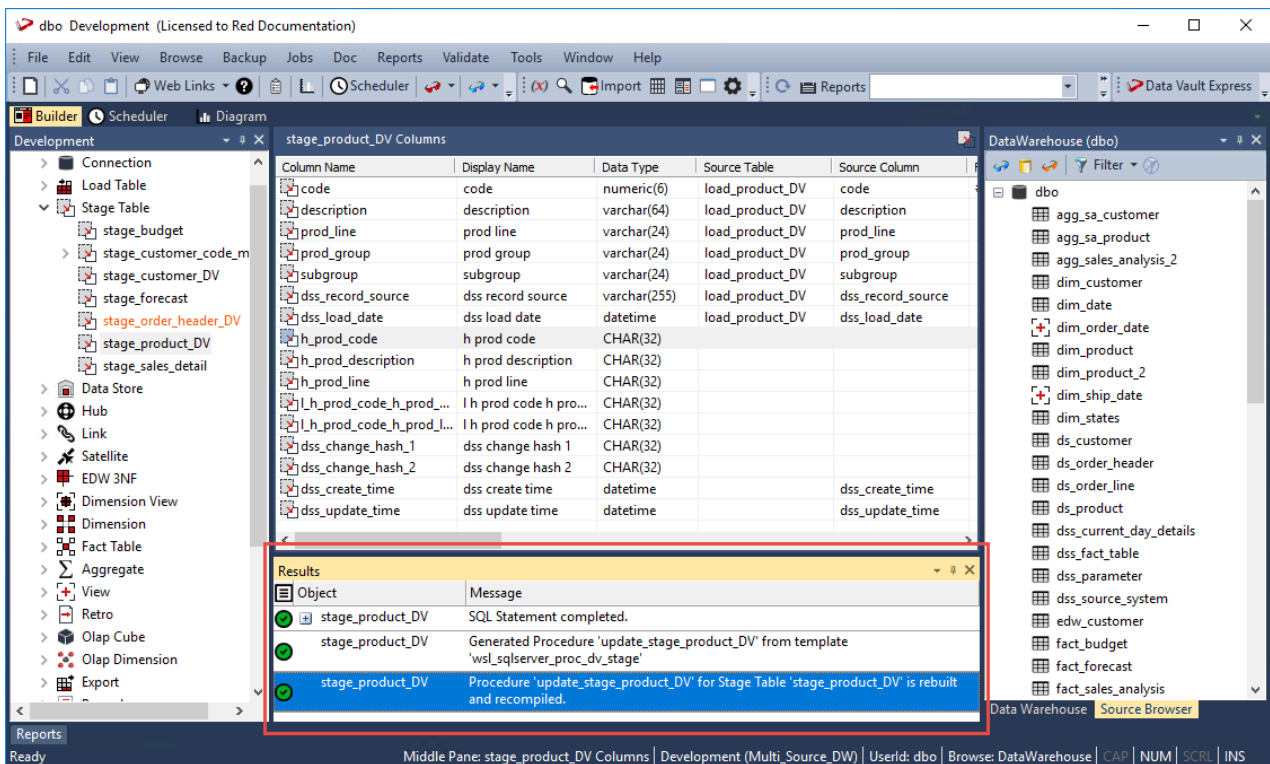 dbo Development (Licensed to Red Documentation)
File Edit View Browse Backup Jobs Doc Reports Validate Tools Window Help
Web Links Scheduler (x) Import Reports Data Vault Express
Builder Scheduler Diagram
Development
Connection
Load Table
Stage Table
stage_budget
stage_customer_code_m
stage_customer_DV
stage_forecast
stage_order_header_DV
stage_product_DV
stage_sales_detail
Data Store
Hub
Link
Satellite
EDW 3NF
Dimension View
Dimension
Fact Table
Aggregate
View
Retro
Olap Cube
Olap Dimension
Export
stage_product_DV Columns
Column Name Display Name Data Type Source Table Source Column
code code numeric(6) load_product_DV code
description description varchar(64) load_product_DV description
prod_line prod line varchar(24) load_product_DV prod_line
prod_group prod group varchar(24) load_product_DV prod_group
subgroup subgroup varchar(24) load_product_DV subgroup
dss_record_source dss record source varchar(255) load_product_DV dss_record_source
dss_load_date dss load date datetime load_product_DV dss_load_date
h_prod_code h prod code CHAR(32)
h_prod_description h prod description CHAR(32)
h_prod_line h prod line CHAR(32)
l_h_prod_code_h_prod_... l h prod code h pro... CHAR(32)
l_h_prod_code_h_prod_l... l h prod code h pro... CHAR(32)
dss_change_hash_1 dss change hash 1 CHAR(32)
dss_change_hash_2 dss change hash 2 CHAR(32)
dss_create_time dss create time datetime dss_create_time
dss_update_time dss update time datetime dss_update_time
Results
Object Message
stage_product_DV SQL Statement completed.
stage_product_DV Generated Procedure 'update_stage_product_DV' from template
'wsl_sqlserver_proc_dv_stage'
stage_product_DV Procedure 'update_stage_product_DV' for Stage Table 'stage_product_DV' is rebuilt
and recompiled.
DataWarehouse (dbo)
Filter
dbo
agg_sa_customer
agg_sa_product
agg_sales_analysis_2
dim_customer
dim_date
dim_order_date
dim_product
dim_product_2
dim_ship_date
dim_states
ds_customer
ds_order_header
ds_order_line
ds_product
dss_current_day_details
dss_fact_table
dss_parameter
dss_source_system
edw_customer
fact_budget
fact_forecast
fact_sales_analysis
Data Warehouse Source Browser
Reports
Ready Middle Pane: stage_product_DV Columns Development (Multi_Source_DW) UserId: dbo Browse: DataWarehouse CAP NUM SCRL INS